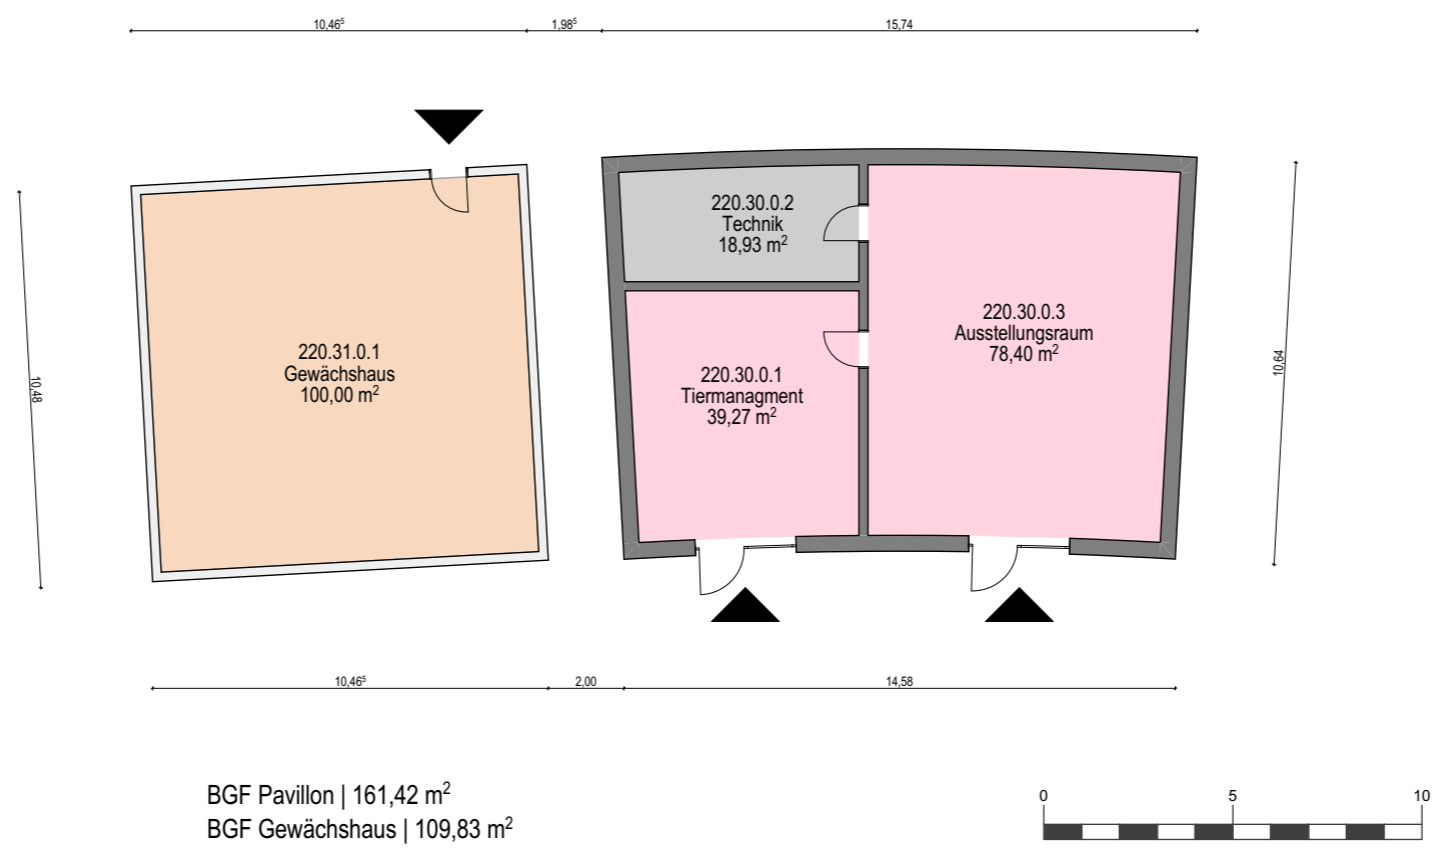 10,46⁵
1,98⁵
15,74
220.30.0.2
Technik
18,93 m²
220.30.0.3
Ausstellungsraum
78,40 m²
220.31.0.1
Gewächshaus
100,00 m²
220.30.0.1
Tiermanagment
39,27 m²
10,48
10,64
10,46⁵
2,00
14,58
BGF Pavillon | 161,42 m²
BGF Gewächshaus | 109,83 m²
0
5
10